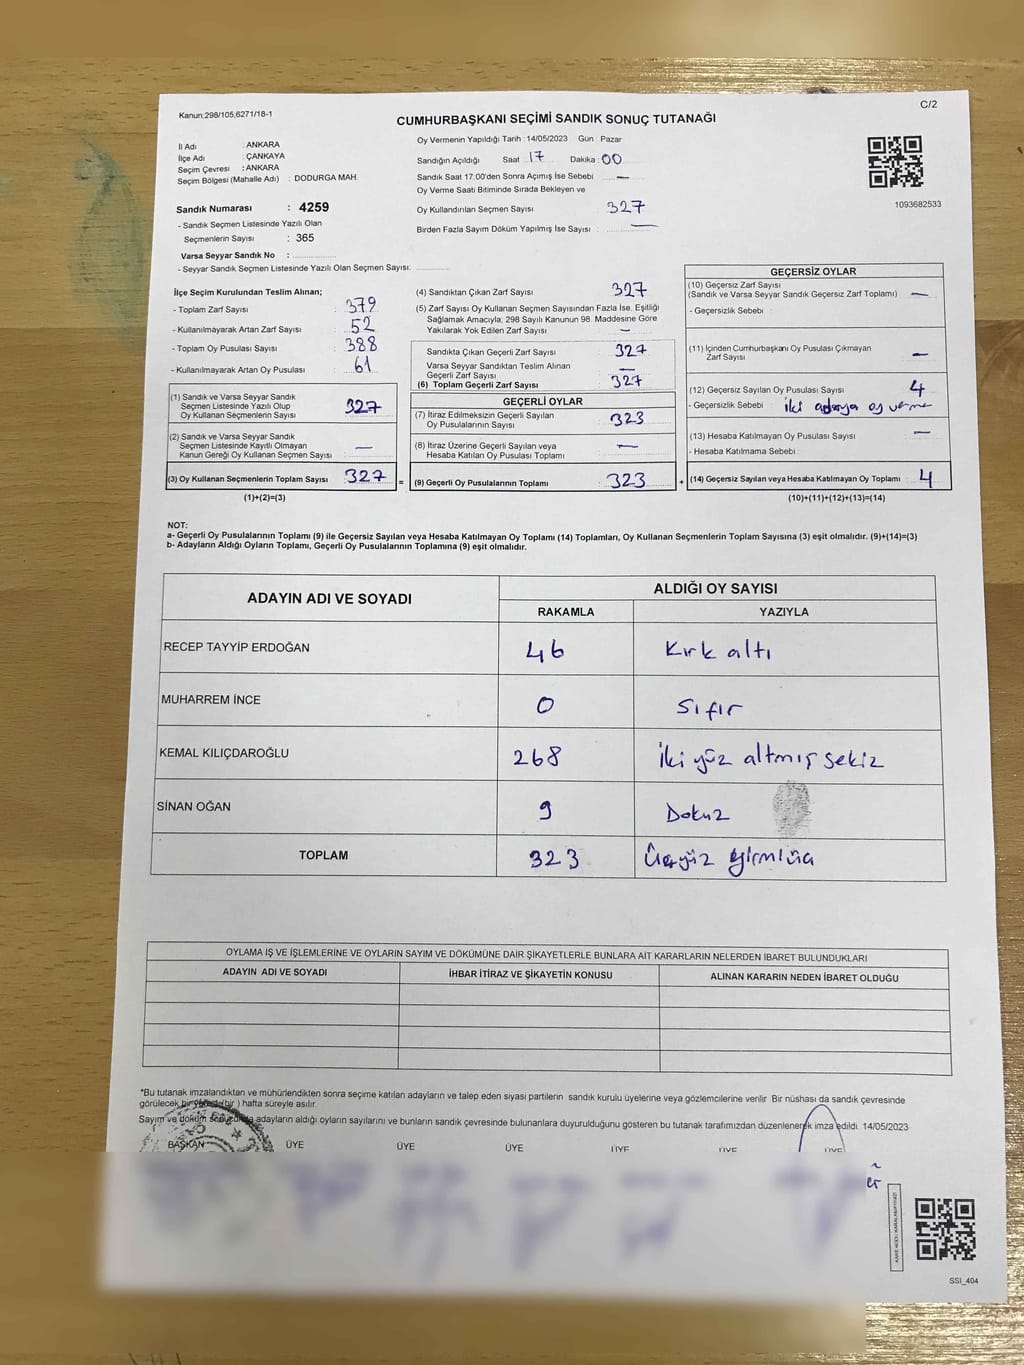 C/2
Kanun;298/105;6271/18-1
CUMHURBAŞKANI SEÇİMİ SANDIK SONUÇ TUTANAĞI
İl Adı : ANKARA
İlçe Adı : ÇANKAYA
Seçim Çevresi : ANKARA
Seçim Bölgesi (Mahalle Adı) : DODURGA MAH.
Sandık Numarası : 4259
- Sandık Seçmen Listesinde Yazılı Olan
Seçmenlerin Sayısı : 365
Varsa Seyyar Sandık No :
- Seyyar Sandık Seçmen Listesinde Yazılı Olan Seçmen Sayısı:
Oy Vermenin Yapıldığı Tarih : 14/05/2023 Gün : Pazar
Sandığın Açıldığı Saat : 17 Dakika : 00
Sandık Saat 17:00'den Sonra Açımış İse Sebebi : —
Oy Verme Saati Bitiminde Sırada Bekleyen ve
Oy Kullandırılan Seçmen Sayısı : 327
Birden Fazla Sayım Döküm Yapılmış İse Sayısı : —
1093682533
İlçe Seçim Kurulundan Teslim Alınan;
- Toplam Zarf Sayısı : 379
- Kullanılmayarak Artan Zarf Sayısı : 52
- Toplam Oy Pusulası Sayısı : 388
- Kullanılmayarak Artan Oy Pusulası : 61
(1) Sandık ve Varsa Seyyar Sandık
Seçmen Listesinde Yazılı Olup
Oy Kullanan Seçmenlerin Sayısı : 327
(2) Sandık ve Varsa Seyyar Sandık
Seçmen Listesinde Kayıtlı Olmayan
Kanun Gereği Oy Kullanan Seçmen Sayısı : —
(3) Oy Kullanan Seçmenlerin Toplam Sayısı : 327 =
(1)+(2)=(3)
(4) Sandıktan Çıkan Zarf Sayısı : 327
(5) Zarf Sayısı Oy Kullanan Seçmen Sayısından Fazla İse, Eşitliği
Sağlamak Amacıyla; 298 Sayılı Kanunun 98. Maddesine Göre
Yakılarak Yok Edilen Zarf Sayısı : —
Sandıkta Çıkan Geçerli Zarf Sayısı : 327
Varsa Seyyar Sandıktan Teslim Alınan
Geçerli Zarf Sayısı : —
(6) Toplam Geçerli Zarf Sayısı : 327
GEÇERLİ OYLAR
(7) İtiraz Edilmeksizin Geçerli Sayılan
Oy Pusulalarının Sayısı : 323
(8) İtiraz Üzerine Geçerli Sayılan veya
Hesaba Katılan Oy Pusulası Toplamı : —
(9) Geçerli Oy Pusulalarının Toplamı : 323 +
GEÇERSİZ OYLAR
(10) Geçersiz Zarf Sayısı
(Sandık ve Varsa Seyyar Sandık Geçersiz Zarf Toplamı) : —
- Geçersizlik Sebebi :
(11) İçinden Cumhurbaşkanı Oy Pusulası Çıkmayan
Zarf Sayısı : —
(12) Geçersiz Sayılan Oy Pusulası Sayısı : 4
- Geçersizlik Sebebi : iki adaya oy verme
(13) Hesaba Katılmayan Oy Pusulası Sayısı : —
- Hesaba Katılmama Sebebi :
(14) Geçersiz Sayılan veya Hesaba Katılmayan Oy Toplamı : 4
(10)+(11)+(12)+(13)=(14)
NOT:
a- Geçerli Oy Pusulalarının Toplamı (9) ile Geçersiz Sayılan veya Hesaba Katılmayan Oy Toplamı (14) Toplamları, Oy Kullanan Seçmenlerin Toplam Sayısına (3) eşit olmalıdır. (9)+(14)=(3)
b- Adayların Aldığı Oyların Toplamı, Geçerli Oy Pusulalarının Toplamına (9) eşit olmalıdır.
ADAYIN ADI VE SOYADI
ALDIĞI OY SAYISI
RAKAMLA YAZIYLA
RECEP TAYYİP ERDOĞAN 46 Kırk altı
MUHARREM İNCE 0 Sıfır
KEMAL KILIÇDAROĞLU 268 İki yüz altmış sekiz
SİNAN OĞAN 9 Dokuz
TOPLAM 323 Üçyüz yirmiüç
OYLAMA İŞ VE İŞLEMLERİNE VE OYLARIN SAYIM VE DÖKÜMÜNE DAİR ŞİKAYETLERLE BUNLARA AİT KARARLARIN NELERDEN İBARET BULUNDUKLARI
ADAYIN ADI VE SOYADI İHBAR İTİRAZ VE ŞİKAYETİN KONUSU ALINAN KARARIN NEDEN İBARET OLDUĞU
*Bu tutanak imzalandıktan ve mühürlendikten sonra seçime katılan adayların ve talep eden siyasi partilerin sandık kurulu üyelerine veya gözlemcilerine verilir Bir nüshası da sandık çevresinde
görülecek bir yere (bir) hafta süreyle asılır.
Sayım ve döküm sonucunda adayların aldığı oyların sayılarını ve bunların sandık çevresinde bulunanlara duyurulduğunu gösteren bu tutanak tarafımızdan düzenlenerek imza edildi. 14/05/2023
BAŞKAN ÜYE ÜYE ÜYE ÜYE ÜYE ÜYE
SSI_404